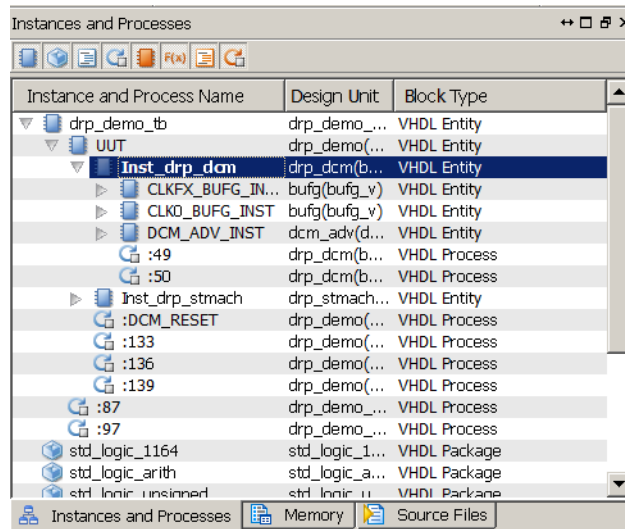 Instances and Processes
F(x)
Instance and Process Name Design Unit Block Type
drp_demo_tb drp_demo_... VHDL Entity
UUT drp_demo(... VHDL Entity
Inst_drp_dcm drp_dcm(b... VHDL Entity
CLKFX_BUFG_IN... bufg(bufg_v) VHDL Entity
CLK0_BUFG_INST bufg(bufg_v) VHDL Entity
DCM_ADV_INST dcm_adv(d... VHDL Entity
:49 drp_dcm(b... VHDL Process
:50 drp_dcm(b... VHDL Process
Inst_drp_stmach drp_stmach... VHDL Entity
:DCM_RESET drp_demo(... VHDL Process
:133 drp_demo(... VHDL Process
:136 drp_demo(... VHDL Process
:139 drp_demo(... VHDL Process
:87 drp_demo_... VHDL Process
:97 drp_demo_... VHDL Process
std_logic_1164 std_logic_1... VHDL Package
std_logic_arith std_logic_a... VHDL Package
std_logic_unsigned std_logic_u... VHDL Package
Instances and Processes Memory Source Files